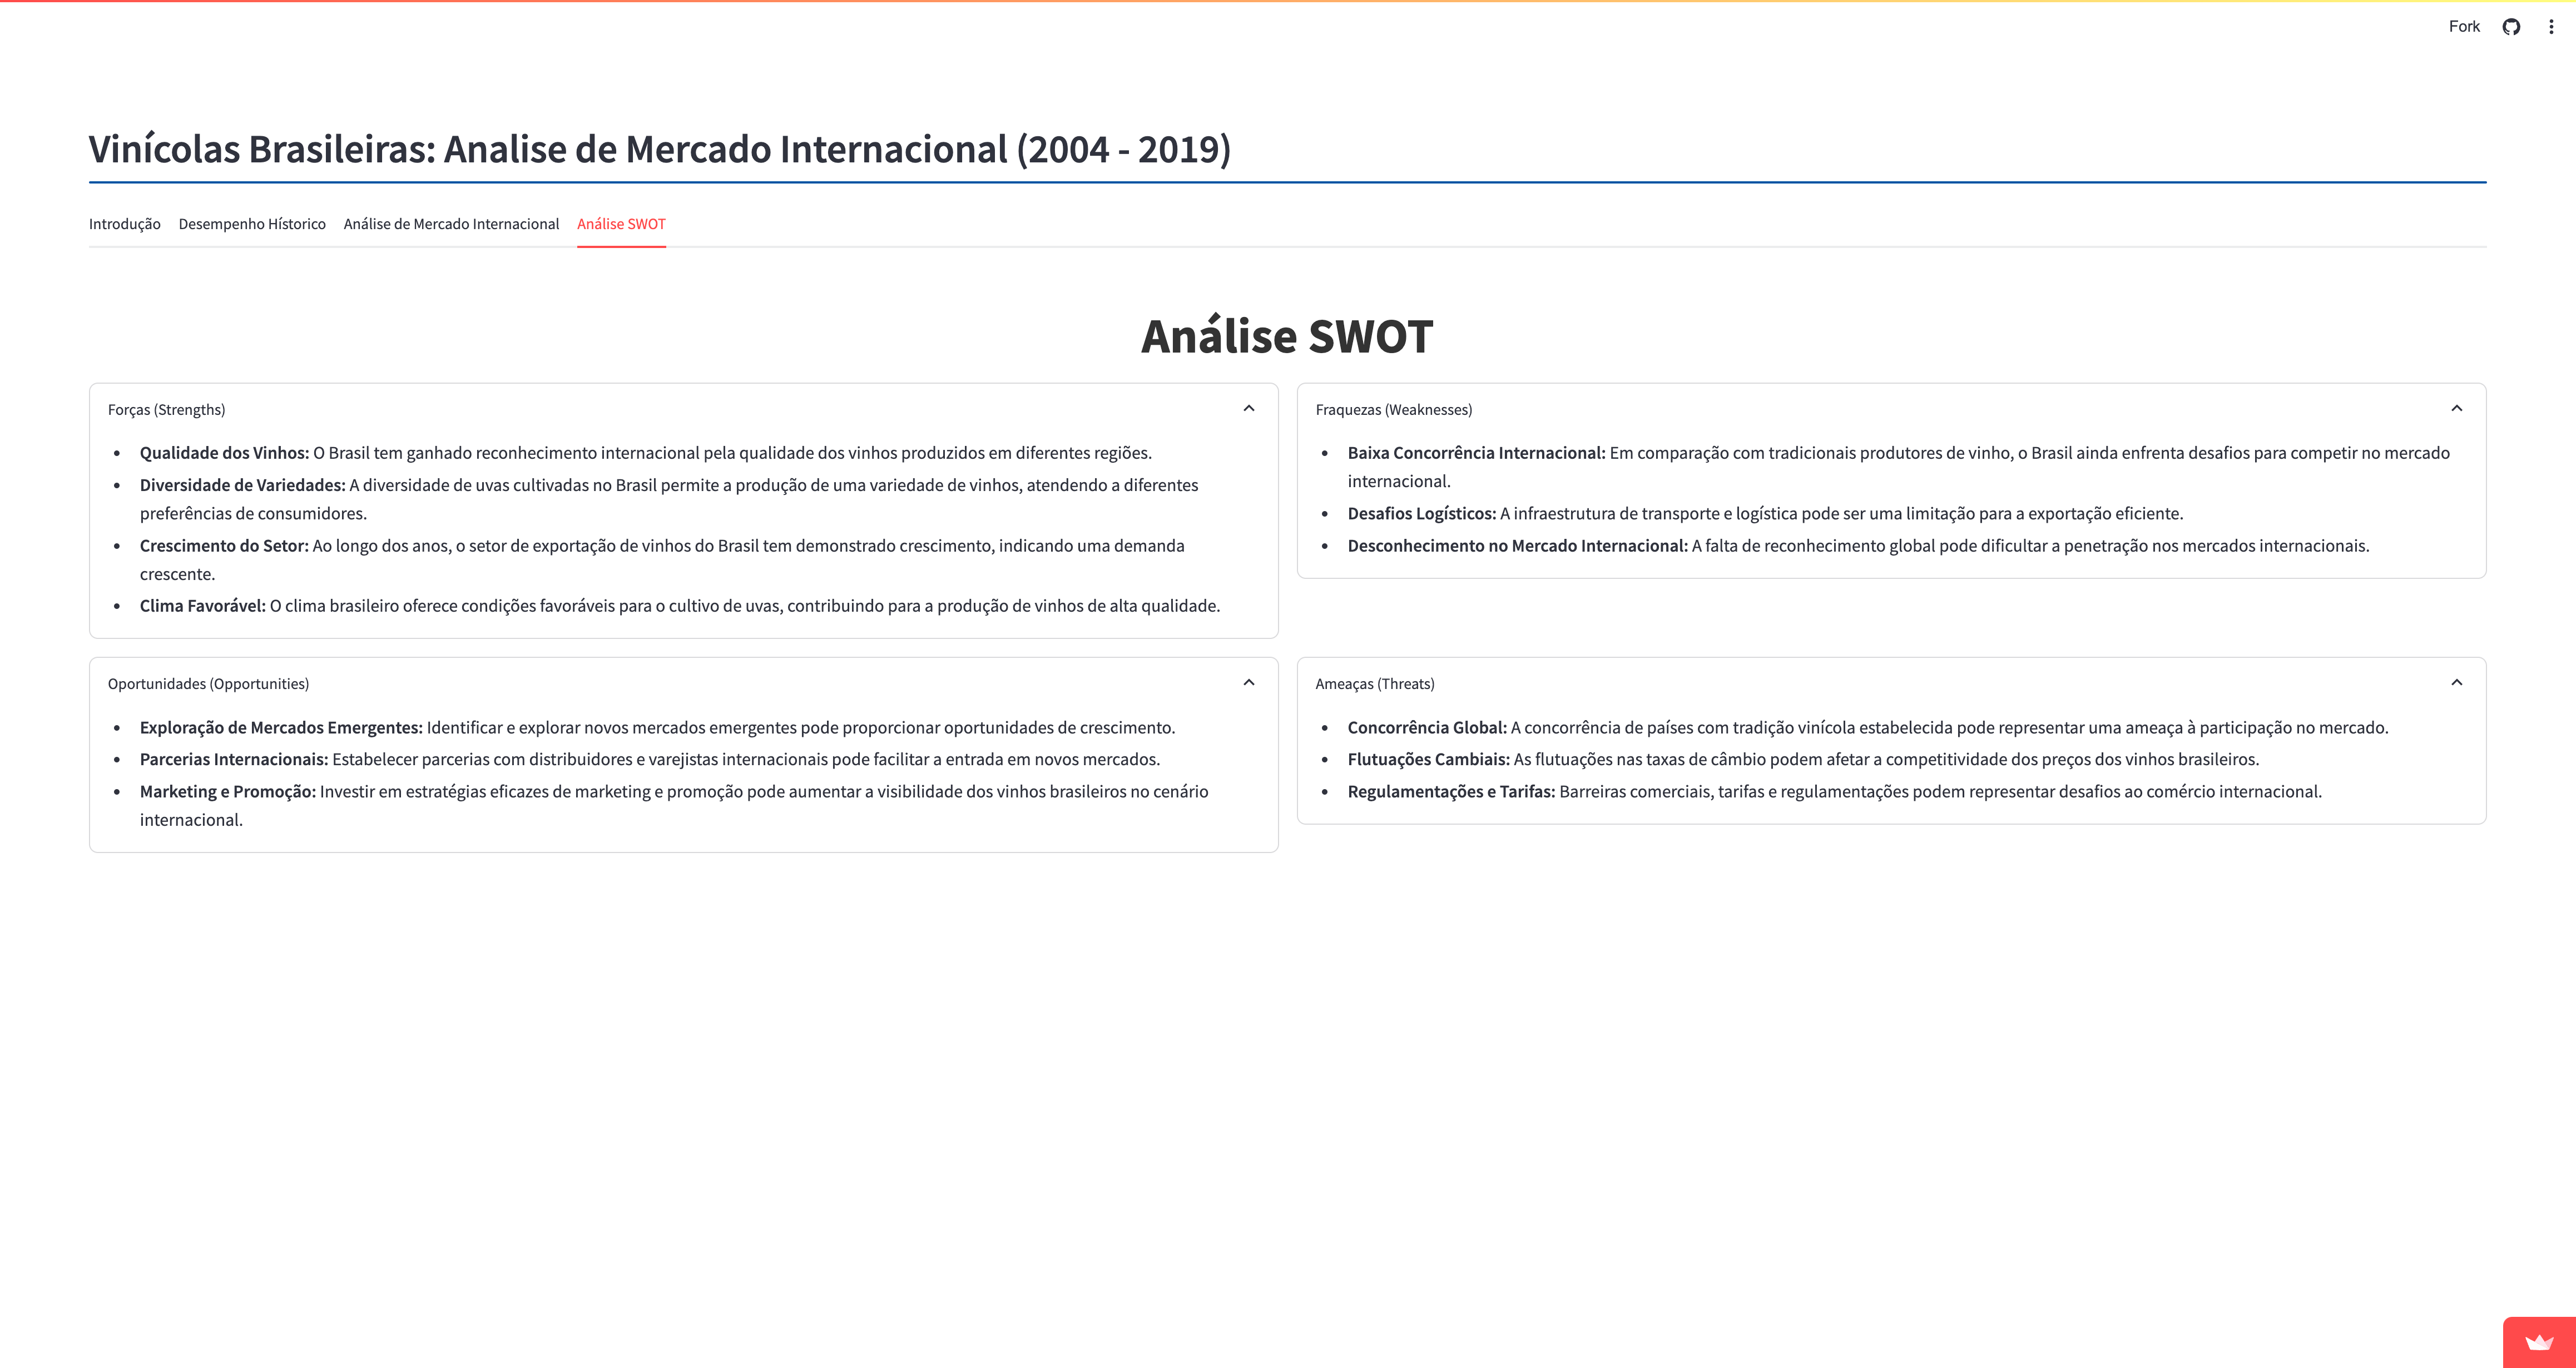 Fork
Vinícolas Brasileiras: Analise de Mercado Internacional (2004 - 2019)
Introdução
Desempenho Hístorico
Análise de Mercado Internacional
Análise SWOT
Análise SWOT
Forças (Strengths)
Qualidade dos Vinhos: O Brasil tem ganhado reconhecimento internacional pela qualidade dos vinhos produzidos em diferentes regiões.
Diversidade de Variedades: A diversidade de uvas cultivadas no Brasil permite a produção de uma variedade de vinhos, atendendo a diferentes
preferências de consumidores.
Crescimento do Setor: Ao longo dos anos, o setor de exportação de vinhos do Brasil tem demonstrado crescimento, indicando uma demanda
crescente.
Clima Favorável: O clima brasileiro oferece condições favoráveis para o cultivo de uvas, contribuindo para a produção de vinhos de alta qualidade.
Fraquezas (Weaknesses)
Baixa Concorrência Internacional: Em comparação com tradicionais produtores de vinho, o Brasil ainda enfrenta desafios para competir no mercado
internacional.
Desafios Logísticos: A infraestrutura de transporte e logística pode ser uma limitação para a exportação eficiente.
Desconhecimento no Mercado Internacional: A falta de reconhecimento global pode dificultar a penetração nos mercados internacionais.
Oportunidades (Opportunities)
Exploração de Mercados Emergentes: Identificar e explorar novos mercados emergentes pode proporcionar oportunidades de crescimento.
Parcerias Internacionais: Estabelecer parcerias com distribuidores e varejistas internacionais pode facilitar a entrada em novos mercados.
Marketing e Promoção: Investir em estratégias eficazes de marketing e promoção pode aumentar a visibilidade dos vinhos brasileiros no cenário
internacional.
Ameaças (Threats)
Concorrência Global: A concorrência de países com tradição vinícola estabelecida pode representar uma ameaça à participação no mercado.
Flutuações Cambiais: As flutuações nas taxas de câmbio podem afetar a competitividade dos preços dos vinhos brasileiros.
Regulamentações e Tarifas: Barreiras comerciais, tarifas e regulamentações podem representar desafios ao comércio internacional.